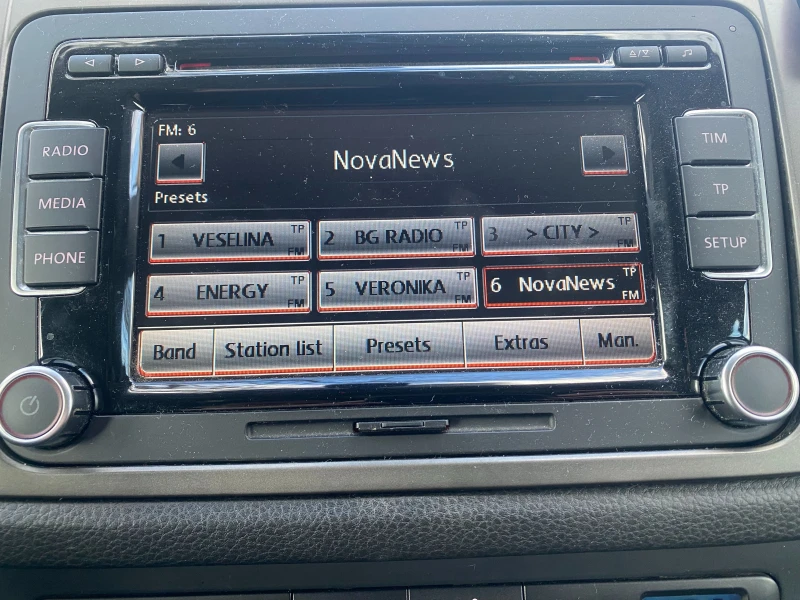 RADIO
MEDIA
PHONE
TIM
TP
SETUP
FM: 6
NovaNews
Presets
1 VESELINA TP FM
2 BG RADIO TP FM
3 > CITY > TP FM
4 ENERGY TP FM
5 VERONIKA TP FM
6 NovaNews TP FM
Band Station list Presets Extras Man.